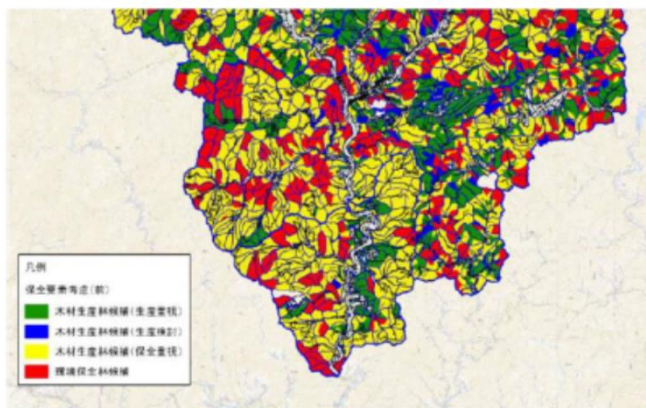 凡例
保全要素考慮(前)
木材生産林候補(生産重視)
木材生産林候補(生産検討)
木材生産林候補(保全重視)
環境保全林候補